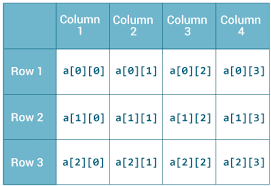 Column 1 Column 2 Column 3 Column 4
Row 1 a[0][0] a[0][1] a[0][2] a[0][3]
Row 2 a[1][0] a[1][1] a[1][2] a[1][3]
Row 3 a[2][0] a[2][1] a[2][2] a[2][3]